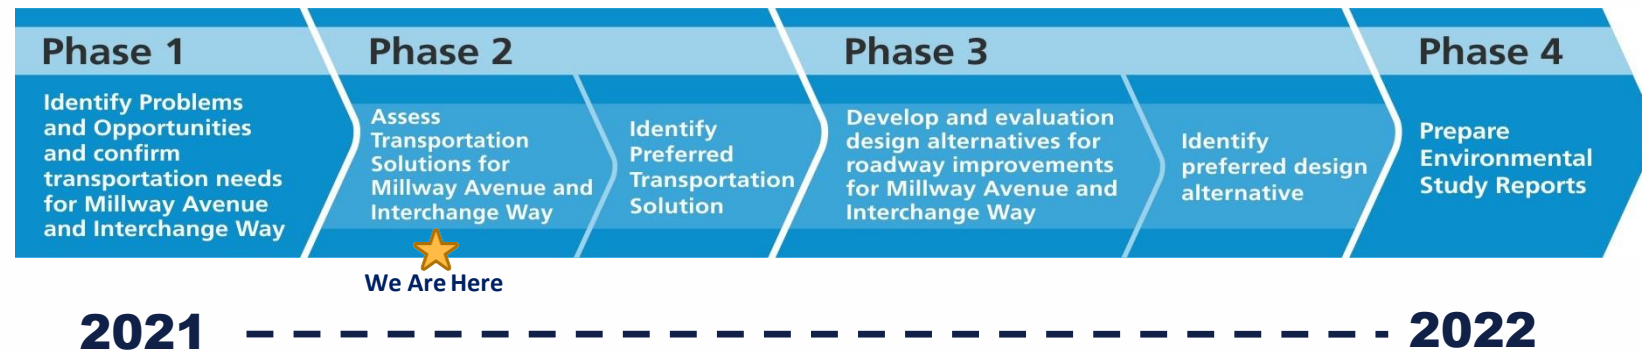 Phase 1
Identify Problems
and Opportunities
and confirm
transportation needs
for Millway Avenue
and Interchange Way
Phase 2
Assess
Transportation
Solutions for
Millway Avenue and
Interchange Way
Identify
Preferred
Transportation
Solution
Phase 3
Develop and evaluation
design alternatives for
roadway improvements
for Millway Avenue and
Interchange Way
Identify
preferred design
alternative
Phase 4
Prepare
Environmental
Study Reports
We Are Here
2021
2022